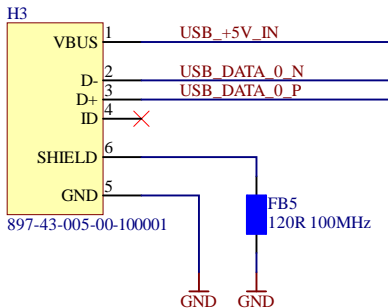 H3
VBUS 1 USB_+5V_IN
D- 2 USB_DATA_0_N
D+ 3 USB_DATA_0_P
ID 4
SHIELD 6
GND 5
897-43-005-00-100001
FB5
120R 100MHz
GND GND